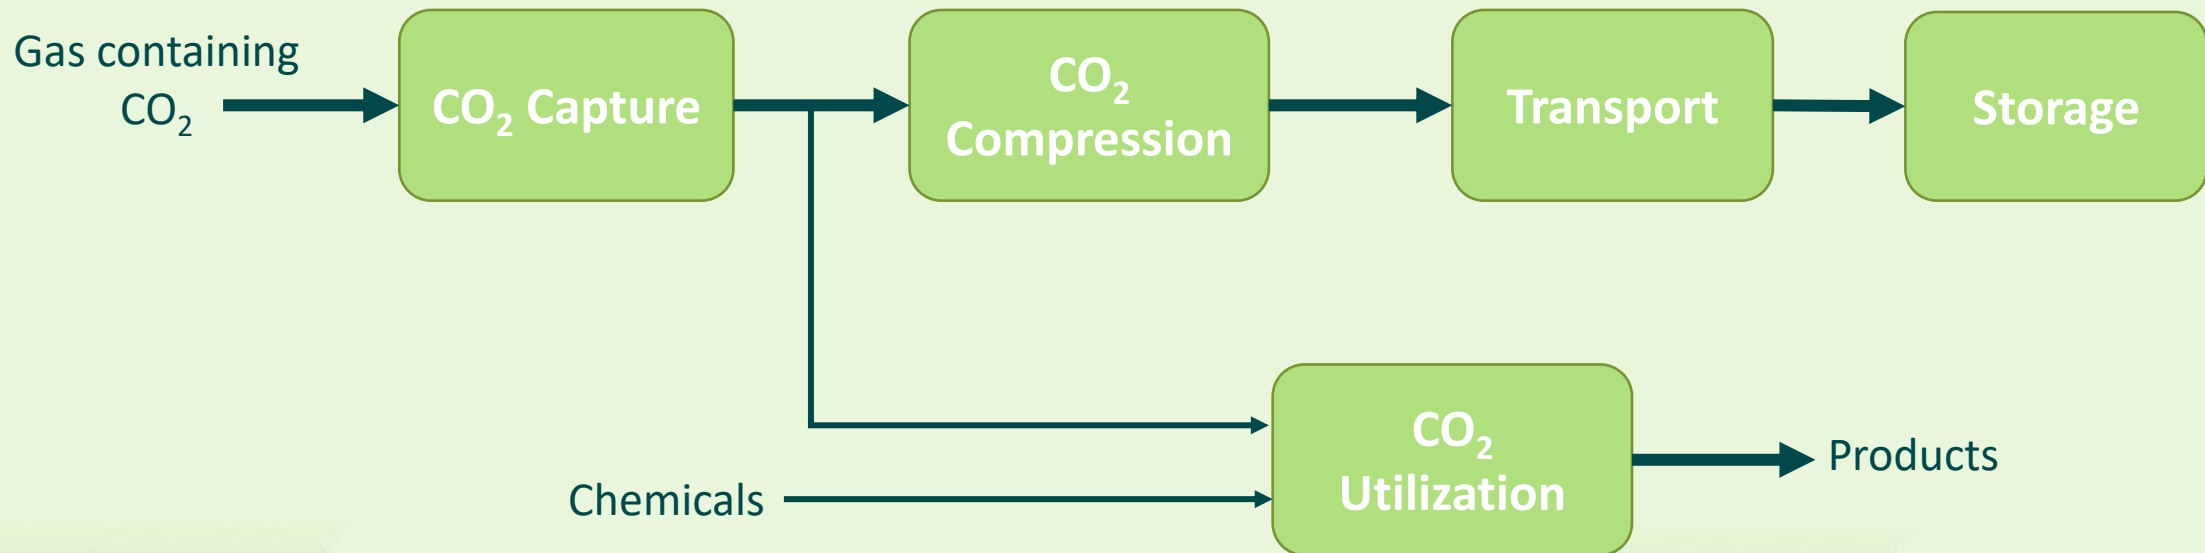 Gas containing
CO₂
CO₂ Capture
CO₂
Compression
Transport
Storage
CO₂
Utilization
Chemicals
Products